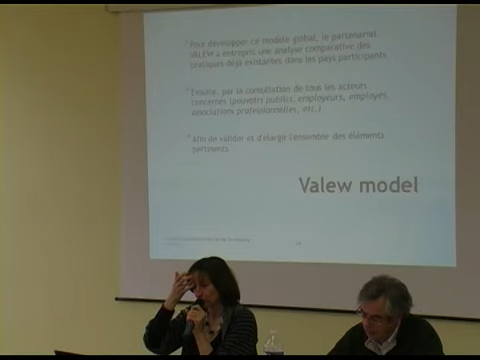 Pour développer ce modèle global, le partenariat
VALEW a entrepris une analyse comparative des
pratiques déjà existantes dans les pays participants
Ensuite, par la consultation de tous les acteurs
concernés (pouvoirs publics, employeurs, employés,
associations professionnelles, etc.)
Afin de valider et d'élargir l'ensemble des éléments
pertinents
Valew model